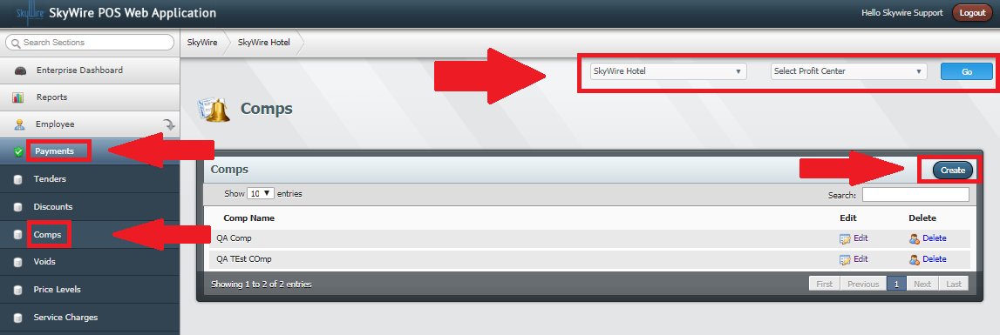 SkyWire SkyWire POS Web Application
Hello Skywire Support Logout
Search Sections
SkyWire SkyWire Hotel
Enterprise Dashboard
Reports
Employee
Payments
Tenders
Discounts
Comps
Voids
Price Levels
Service Charges
SkyWire Hotel Select Profit Center Go
Comps
Comps Create
Show 10 entries Search:
Comp Name Edit Delete
QA Comp Edit Delete
QA TEst COmp Edit Delete
Showing 1 to 2 of 2 entries First Previous 1 Next Last